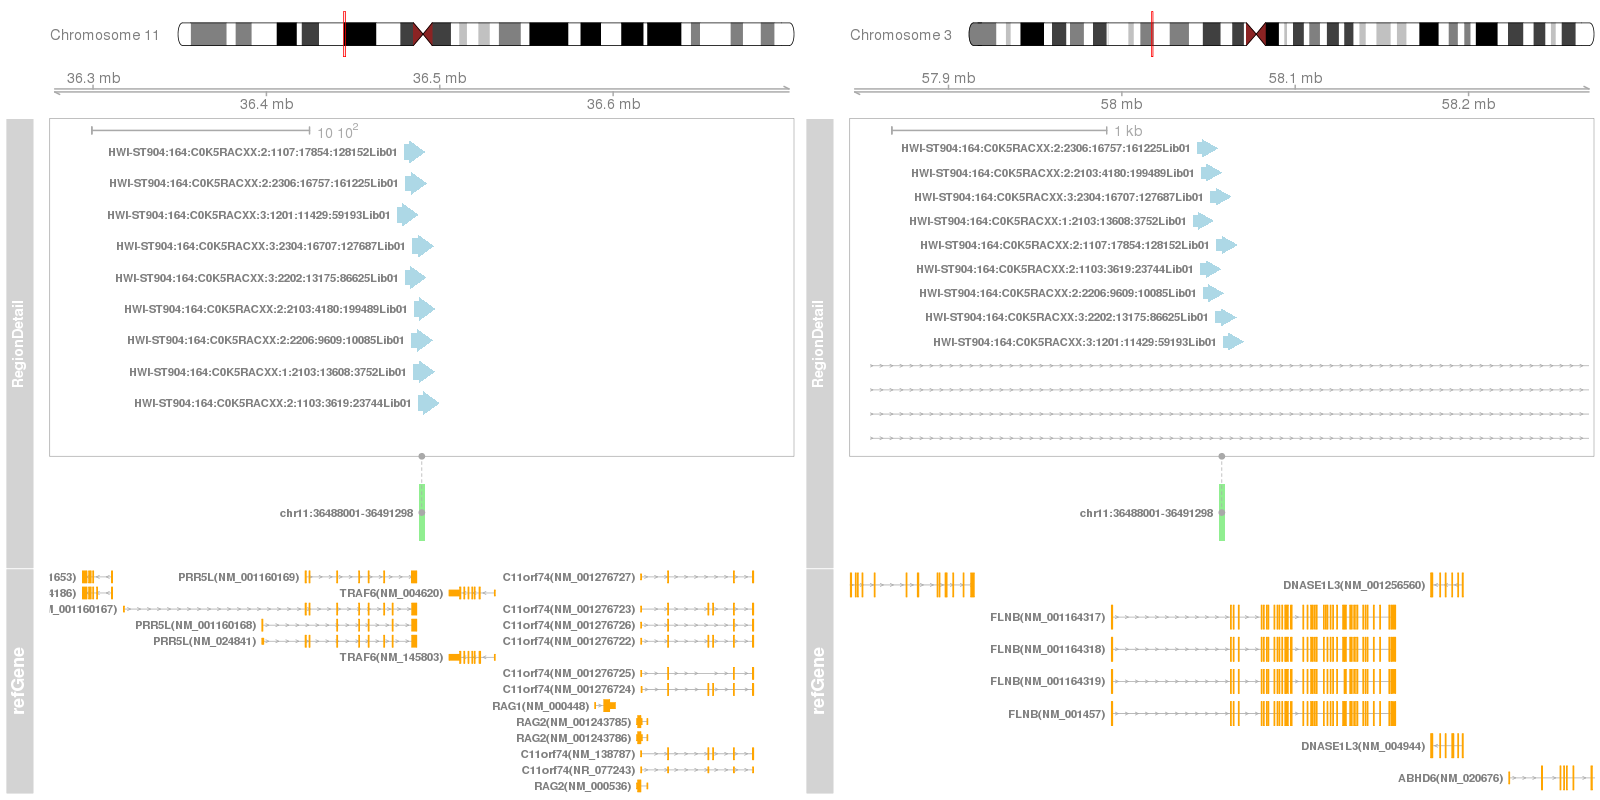 Chromosome 11
36.3 mb
36.5 mb
36.4 mb
36.6 mb
RegionDetail
10 10²
HWI-ST904:164:C0K5RACXX:2:1107:17854:128152Lib01
HWI-ST904:164:C0K5RACXX:2:2306:16757:161225Lib01
HWI-ST904:164:C0K5RACXX:3:1201:11429:59193Lib01
HWI-ST904:164:C0K5RACXX:3:2304:16707:127687Lib01
HWI-ST904:164:C0K5RACXX:3:2202:13175:86625Lib01
HWI-ST904:164:C0K5RACXX:2:2103:4180:199489Lib01
HWI-ST904:164:C0K5RACXX:2:2206:9609:10085Lib01
HWI-ST904:164:C0K5RACXX:1:2103:13608:3752Lib01
HWI-ST904:164:C0K5RACXX:2:1103:3619:23744Lib01
chr11:36488001-36491298
refGene
1653)
PRR5L(NM_001160169)
C11orf74(NM_001276727)
4186)
TRAF6(NM_004620)
M_001160167)
C11orf74(NM_001276723)
PRR5L(NM_001160168)
C11orf74(NM_001276726)
PRR5L(NM_024841)
C11orf74(NM_001276722)
TRAF6(NM_145803)
C11orf74(NM_001276725)
C11orf74(NM_001276724)
RAG1(NM_000448)
RAG2(NM_001243785)
RAG2(NM_001243786)
C11orf74(NM_138787)
C11orf74(NR_077243)
RAG2(NM_000536)
Chromosome 3
57.9 mb
58.1 mb
58 mb
58.2 mb
RegionDetail
1 kb
HWI-ST904:164:C0K5RACXX:2:2306:16757:161225Lib01
HWI-ST904:164:C0K5RACXX:2:2103:4180:199489Lib01
HWI-ST904:164:C0K5RACXX:3:2304:16707:127687Lib01
HWI-ST904:164:C0K5RACXX:1:2103:13608:3752Lib01
HWI-ST904:164:C0K5RACXX:2:1107:17854:128152Lib01
HWI-ST904:164:C0K5RACXX:2:1103:3619:23744Lib01
HWI-ST904:164:C0K5RACXX:2:2206:9609:10085Lib01
HWI-ST904:164:C0K5RACXX:3:2202:13175:86625Lib01
HWI-ST904:164:C0K5RACXX:3:1201:11429:59193Lib01
chr11:36488001-36491298
refGene
DNASE1L3(NM_001256560)
FLNB(NM_001164317)
FLNB(NM_001164318)
FLNB(NM_001164319)
FLNB(NM_001457)
DNASE1L3(NM_004944)
ABHD6(NM_020676)